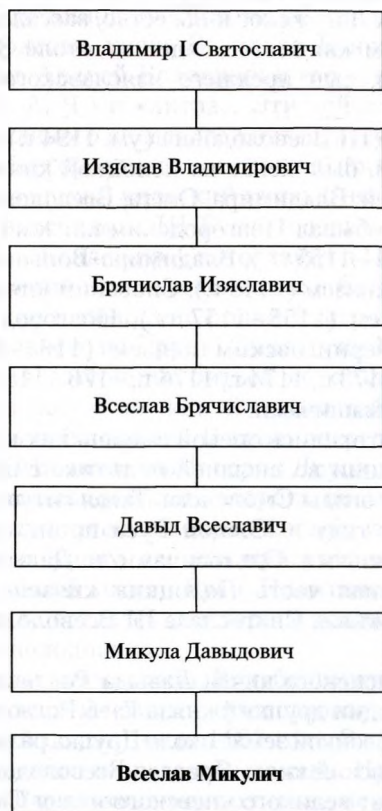 Владимир I Святославич
Изяслав Владимирович
Брячислав Изяславич
Всеслав Брячиславич
Давыд Всеславич
Микула Давыдович
Всеслав Микулич